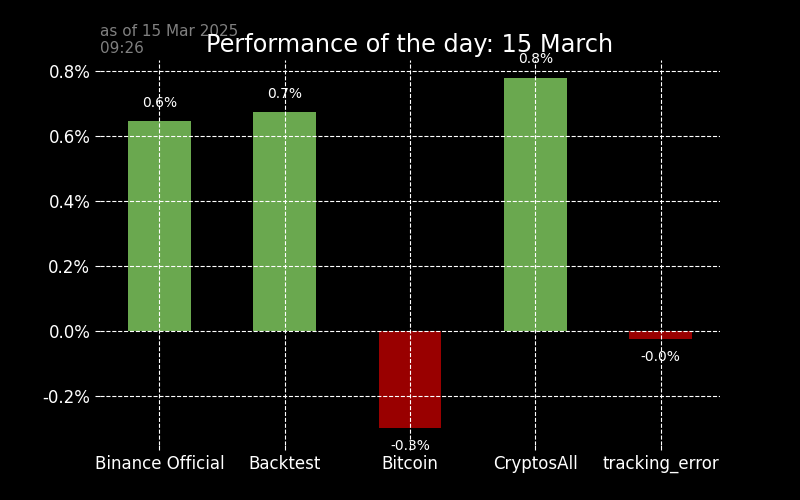 as of 15 Mar 2025
09:26
Performance of the day: 15 March
0.8%
0.6%
0.4%
0.2%
0.0%
-0.2%
0.6%
0.7%
-0.3%
0.8%
-0.0%
Binance Official
Backtest
Bitcoin
CryptosAll
tracking_error